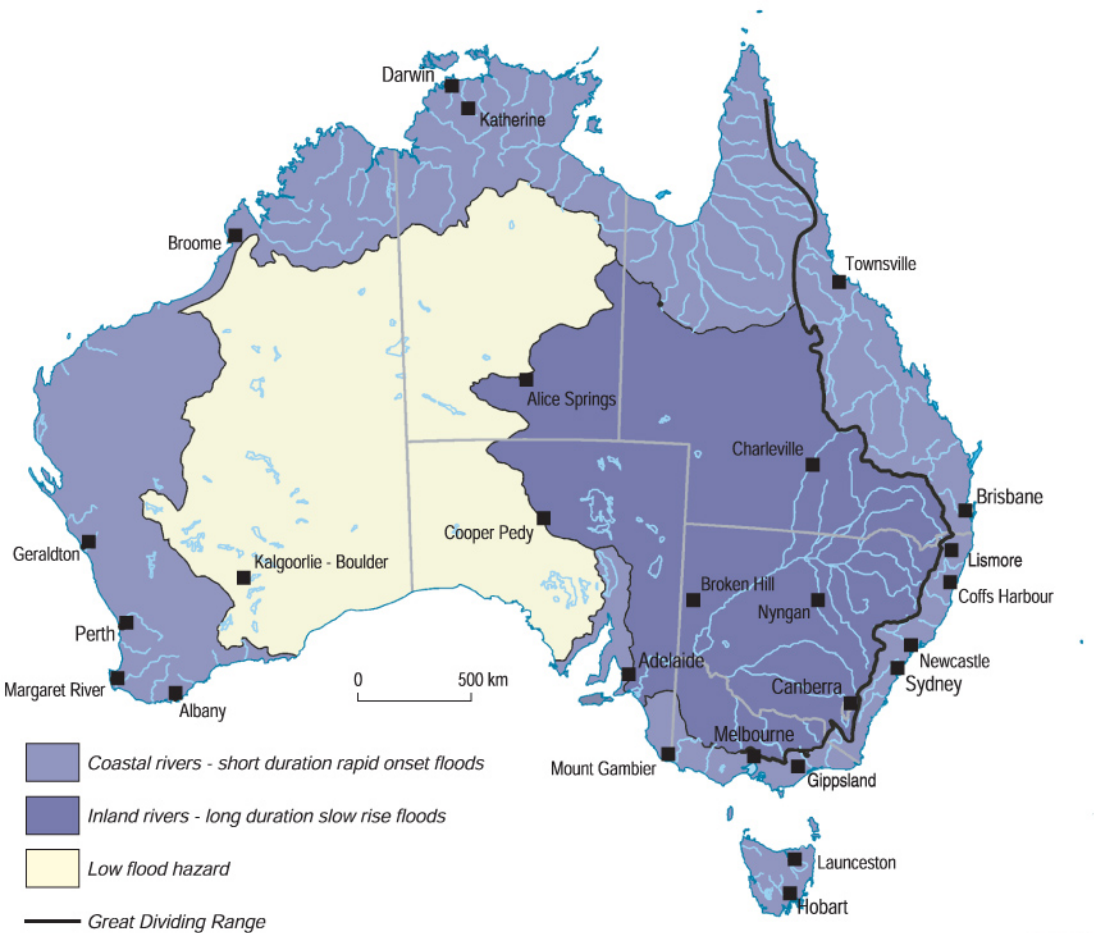 Darwin
Katherine
Broome
Townsville
Alice Springs
Charleville
Brisbane
Cooper Pedy
Geraldton
Kalgoorlie - Boulder
Lismore
Broken Hill
Coffs Harbour
Nyngan
Perth
Newcastle
Adelaide
Sydney
0 500 km
Margaret River
Canberra
Albany
Melbourne
Mount Gambier
Gippsland
Coastal rivers - short duration rapid onset floods
Inland rivers - long duration slow rise floods
Low flood hazard
Launceston
Hobart
Great Dividing Range